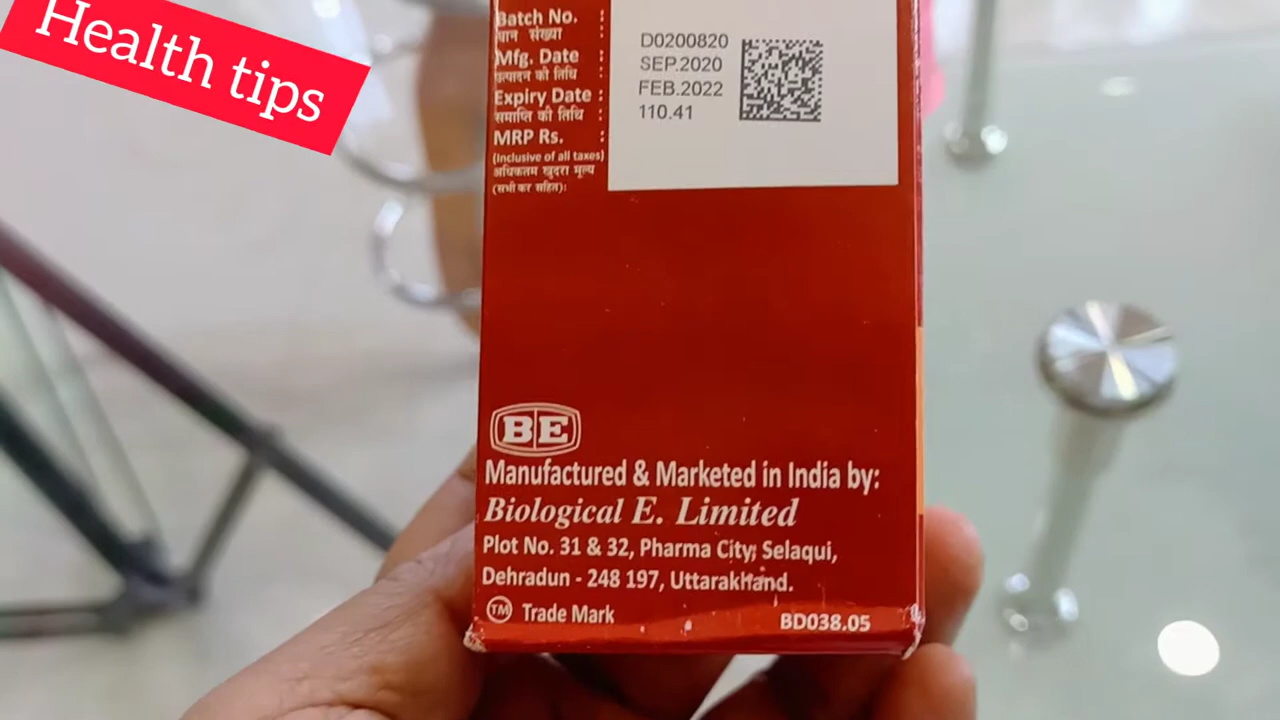 Health tips
Batch No. : D0200820
घान संख्या
Mfg. Date : SEP.2020
उत्पादन की तिथि
Expiry Date : FEB.2022
समाप्ति की तिथि
MRP Rs. : 110.41
(Inclusive of all taxes)
अधिकतम खुदरा मूल्य
(सभी कर सहित):
BE
Manufactured & Marketed in India by:
Biological E. Limited
Plot No. 31 & 32, Pharma City, Selaqui,
Dehradun - 248 197, Uttarakhand.
TM Trade Mark
BD038.05